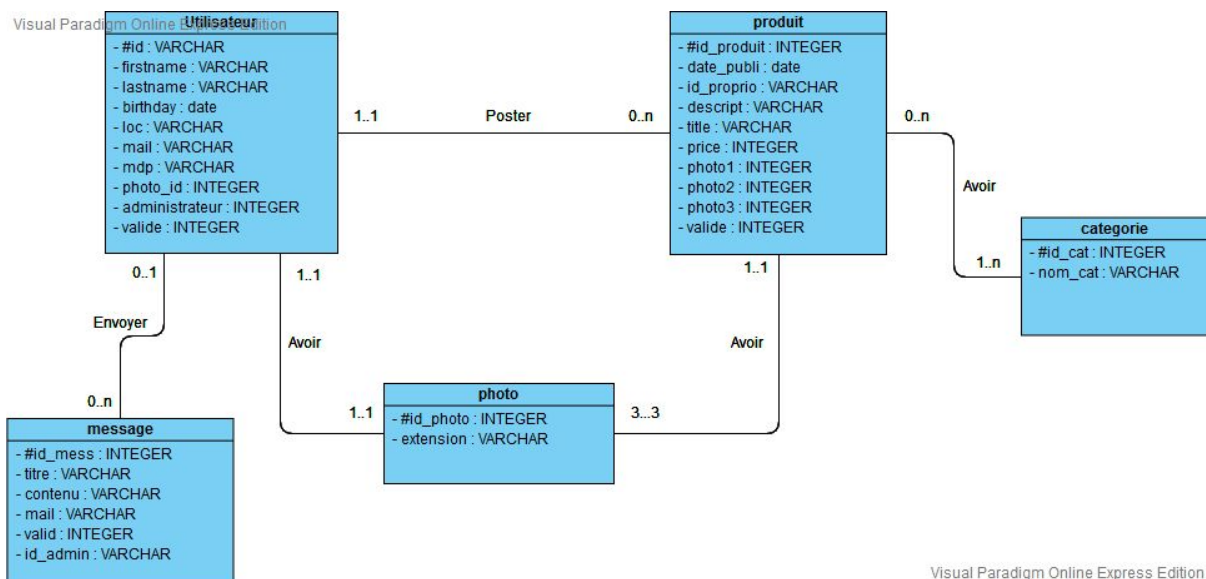 Visual Paradigm Online Express Edition
Utilisateur
- #id : VARCHAR
- firstname : VARCHAR
- lastname : VARCHAR
- birthday : date
- loc : VARCHAR
- mail : VARCHAR
- mdp : VARCHAR
- photo_id : INTEGER
- administrateur : INTEGER
- valide : INTEGER
1..1
Poster
0..n
produit
- #id_produit : INTEGER
- date_publi : date
- id_proprio : VARCHAR
- descript : VARCHAR
- title : VARCHAR
- price : INTEGER
- photo1 : INTEGER
- photo2 : INTEGER
- photo3 : INTEGER
- valide : INTEGER
0..n
Avoir
1..n
categorie
- #id_cat : INTEGER
- nom_cat : VARCHAR
0..1
Envoyer
0..n
1..1
Avoir
1..1
1..1
Avoir
3...3
photo
- #id_photo : INTEGER
- extension : VARCHAR
message
- #id_mess : INTEGER
- titre : VARCHAR
- contenu : VARCHAR
- mail : VARCHAR
- valid : INTEGER
- id_admin : VARCHAR
Visual Paradigm Online Express Edition